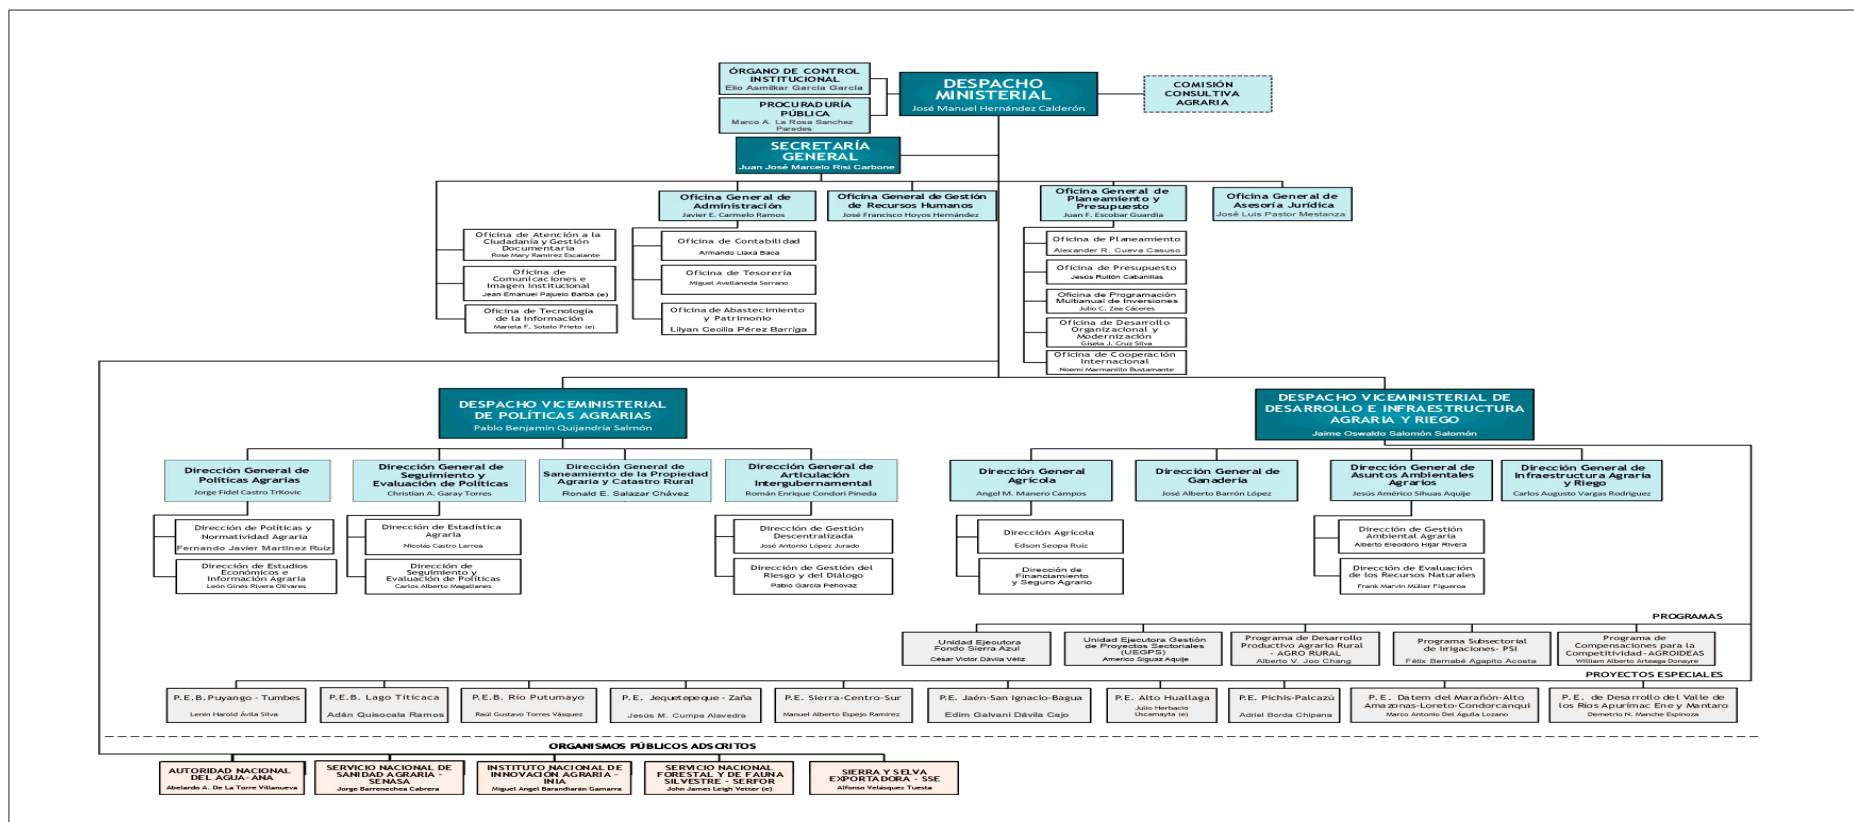 ÓRGANO DE CONTROL
INSTITUCIONAL
Elio Asmilkar García García
PROCURADURÍA
PÚBLICA
Marco A. La Rosa Sanchez
Paredes
DESPACHO
MINISTERIAL
José Manuel Hernández Calderón
COMISIÓN
CONSULTIVA
AGRARIA
SECRETARÍA
GENERAL
Juan José Marcelo Risi Carbone
Oficina General de
Administración
Javier E. Carmelo Ramos
Oficina General de Gestión
de Recursos Humanos
José Francisco Hoyos Hernández
Oficina General de
Planeamiento y
Presupuesto
Juan F. Escobar Guardia
Oficina General de
Asesoría Jurídica
José Luis Pastor Mestanza
Oficina de Atención a la
Ciudadanía y Gestión
Documentaria
Rose Mary Ramírez Escalante
Oficina de
Comunicaciones e
Imagen Institucional
Jean Emanuel Pajuelo Barba (e)
Oficina de Tecnología
de la Información
Mariela F. Sotelo Prieto (e)
Oficina de Contabilidad
Armando Llaxa Baca
Oficina de Tesorería
Miguel Avellaneda Serrano
Oficina de Abastecimiento
y Patrimonio
Lilyan Cecilia Pérez Barriga
Oficina de Planeamiento
Alexander R. Cueva Casuso
Oficina de Presupuesto
Jesús Ruitón Cabanillas
Oficina de Programación
Multianual de Inversiones
Julio C. Zea Cáceres
Oficina de Desarrollo
Organizacional y
Modernización
Gisela J. Cruz Silva
Oficina de Cooperación
Internacional
Noemí Marmanillo Bustamante
DESPACHO VICEMINISTERIAL
DE POLÍTICAS AGRARIAS
Pablo Benjamín Quijandría Salmón
DESPACHO VICEMINISTERIAL DE
DESARROLLO E INFRAESTRUCTURA
AGRARIA Y RIEGO
Jaime Oswaldo Salomón Salomón
Dirección General de
Políticas Agrarias
Jorge Fidel Castro TrKovic
Dirección General de
Seguimiento y
Evaluación de Políticas
Christian A. Garay Torres
Dirección General de
Saneamiento de la Propiedad
Agraria y Catastro Rural
Ronald E. Salazar Chávez
Dirección General de
Articulación
Intergubernamental
Román Enrique Condori Pineda
Dirección General
Agrícola
Angel M. Manero Campos
Dirección General de
Ganadería
José Alberto Barrón López
Dirección General de
Asuntos Ambientales
Agrarios
Jesús Américo Sihuas Aquije
Dirección General de
Infraestructura Agraria
y Riego
Carlos Augusto Vargas Rodriguez
Dirección de Políticas y
Normatividad Agraria
Fernando Javier Martinez Ruiz
Dirección de Estudios
Económicos e
Información Agraria
León Ginés Rivera Olivares
Dirección de Estadística
Agraria
Nicolás Castro Larrea
Dirección de
Seguimiento y
Evaluación de Políticas
Carlos Alberto Magallanes
Dirección de Gestión
Descentralizada
José Antonio López Jurado
Dirección de Gestión del
Riesgo y del Diálogo
Pablo García Peñovaz
Dirección Agrícola
Edson Seopa Ruiz
Dirección de
Financiamiento
y Seguro Agrario
Dirección de Gestión
Ambiental Agraria
Alberto Eleodoro Híjar Rivera
Dirección de Evaluación
de los Recursos Naturales
Frank Marvin Müller Figueroa
PROGRAMAS
Unidad Ejecutora
Fondo Sierra Azul
César Víctor Dávila Véliz
Unidad Ejecutora Gestión
de Proyectos Sectoriales
(UEGPS)
Americo Siguaz Aquije
Programa de Desarrollo
Productivo Agrario Rural
- AGRO RURAL
Alberto V. Joo Chang
Programa Subsectorial
de Irrigaciones- PSI
Félix Bernabé Agapito Acosta
Programa de
Compensaciones para la
Competitividad-AGROIDEAS
William Alberto Arteaga Donayre
PROYECTOS ESPECIALES
P.E.B.Puyango - Tumbes
Lenin Harold Ávila Silva
P.E.B. Lago Titicaca
Adán Quisocala Ramos
P.E.B. Río Putumayo
Raúl Gustavo Torres Vásquez
P.E. Jequetepeque - Zaña
Jesús M. Cumpa Alavedra
P.E. Sierra-Centro-Sur
Manuel Alberto Espejo Ramirez
P.E. Jaén-San Ignacio-Bagua
Edim Galvani Dávila Cajo
P.E. Alto Huallaga
Julio Herbacio
Uscamayta (e)
P.E. Pichis-Palcazú
Adriel Borda Chipana
P.E. Datem del Marañón-Alto
Amazonas-Loreto-Condorcanqui
Marco Antonio Del Águila Lozano
P.E. de Desarrollo del Valle de
los Ríos Apurímac Ene y Mantaro
Demetrio N. Manche Espinoza
ORGANISMOS PÚBLICOS ADSCRITOS
AUTORIDAD NACIONAL
DEL AGUA- ANA
Abelardo A. De La Torre Villanueva
SERVICIO NACIONAL DE
SANIDAD AGRARIA -
SENASA
Jorge Barrenechea Cabrera
INSTITUTO NACIONAL DE
INNOVACIÓN AGRARIA -
INIA
Miguel Angel Barandiarán Gamarra
SERVICIO NACIONAL
FORESTAL Y DE FAUNA
SILVESTRE - SERFOR
John James Leigh Vetter (e)
SIERRA Y SELVA
EXPORTADORA - SSE
Alfonso Velásquez Tuesta